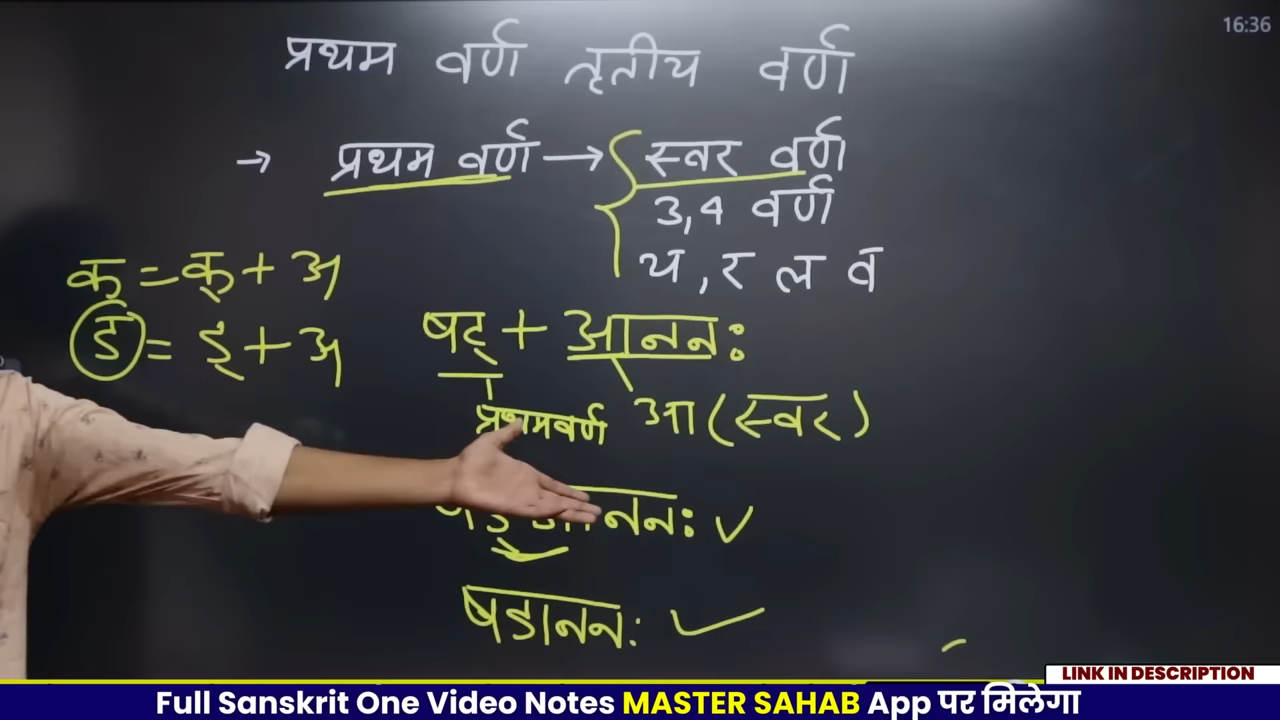 16:36
प्रथम वर्ण तृतीय वर्ण
→ प्रथम वर्ण → { स्वर वर्ण
3,4 वर्ण
य , र ल व
क = क् + अ
ड = ड् + अ
षट् + आननः
प्रथमवर्ण आ (स्वर)
ननः ✓
षडाननः ✓
LINK IN DESCRIPTION
Full Sanskrit One Video Notes MASTER SAHAB App पर मिलेगा